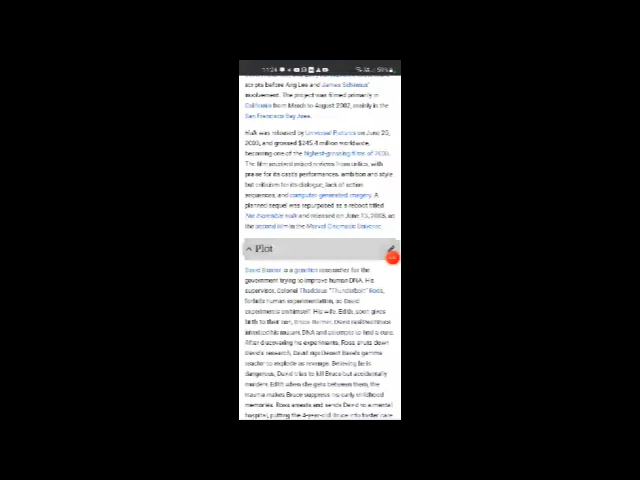 scripts before Ang Lee and James Schamus'
involvement. The project was filmed primarily in
California from March to August 2002, mainly in the
San Francisco Bay Area.
Hulk was released by Universal Pictures on June 20,
2003, and grossed $245.4 million worldwide,
becoming one of the highest-grossing films of 2003.
The film received mixed reviews from critics, with
praise for its cast's performances, ambition and style
but criticism for its dialogue, lack of action
sequences, and computer-generated imagery. A
planned sequel was repurposed as a reboot titled
The Incredible Hulk and released on June 13, 2008, as
the second film in the Marvel Cinematic Universe.
Plot
David Banner is a genetics researcher for the
government trying to improve human DNA. His
supervisor, Colonel Thaddeus "Thunderbolt" Ross,
forbids human experimentation, so David
experiments on himself. His wife, Edith, soon gives
birth to their son, Bruce Banner. David realizes Bruce
inherited his mutant DNA and attempts to find a cure.
After discovering his experiments, Ross shuts down
David's research, David rigs Desert Base's gamma
reactor to explode as revenge. Believing he is
dangerous, David tries to kill Bruce but accidentally
murders Edith when she gets between them, the
trauma makes Bruce suppress his early childhood
memories. Ross arrests and sends David to a mental
hospital, putting the 4-year-old Bruce into foster care